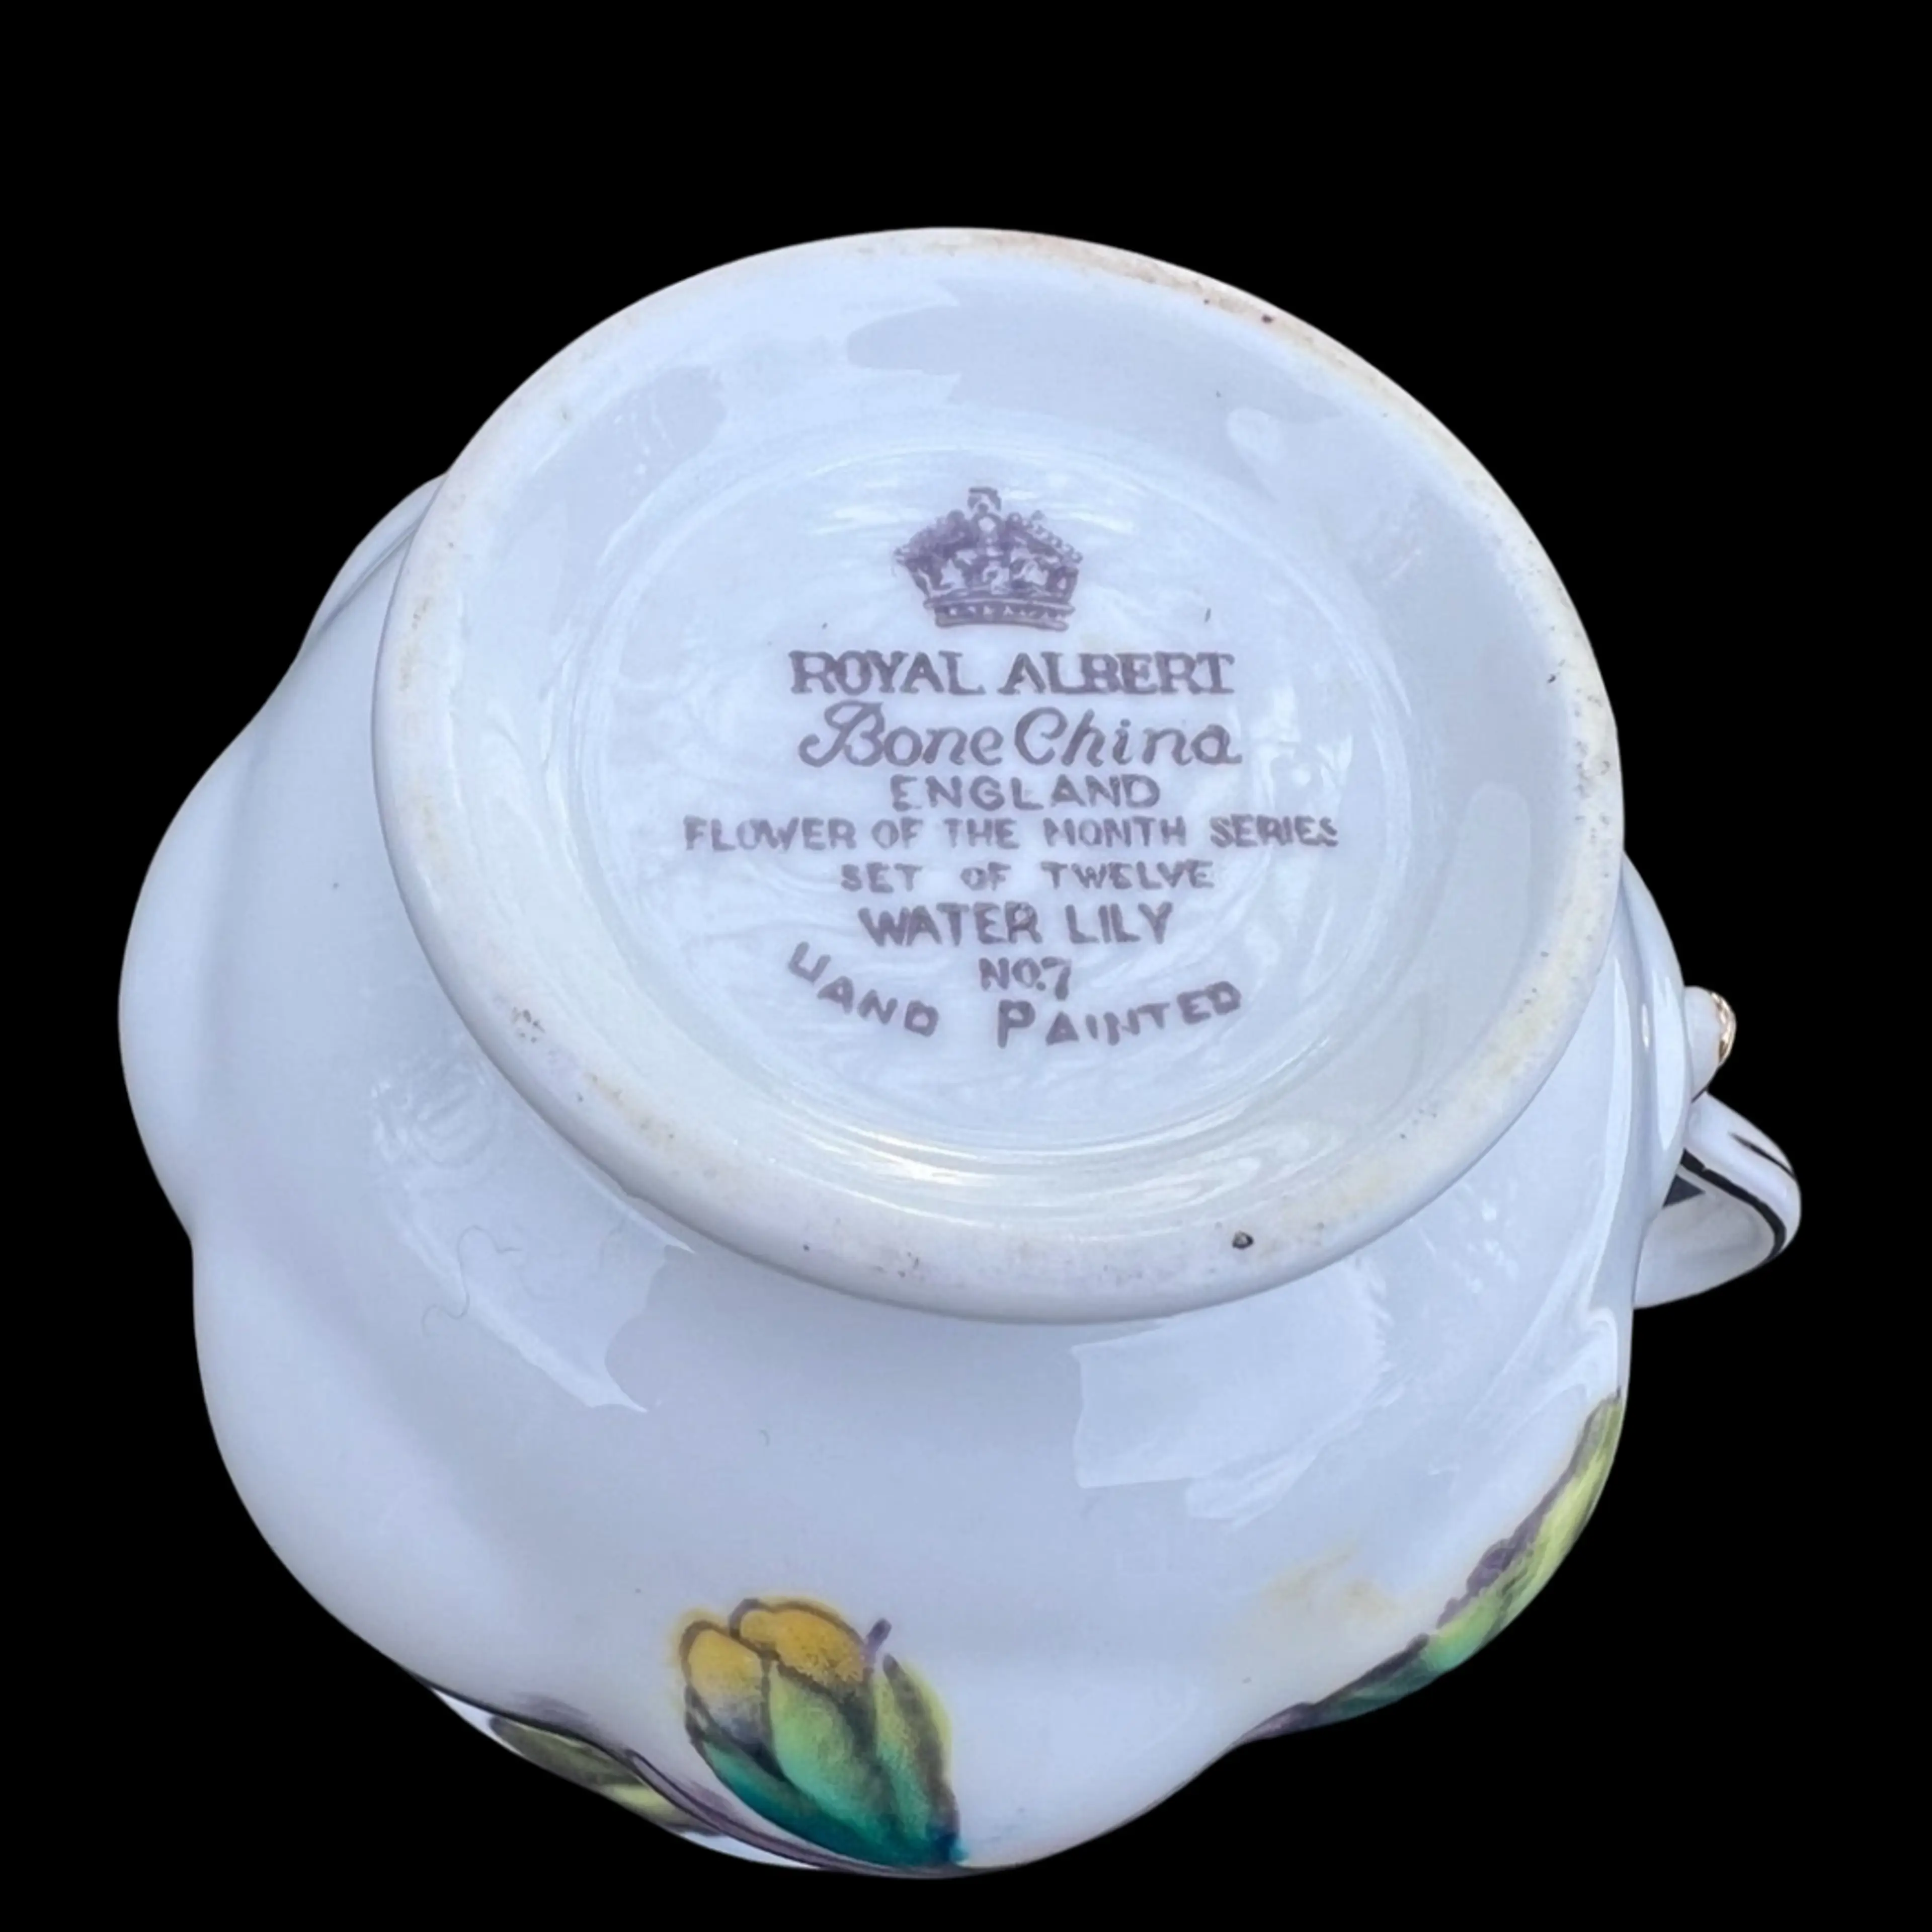 ROYAL ALBERT
Bone China
ENGLAND
FLOWER OF THE MONTH SERIES
SET OF TWELVE
WATER LILY
NO.7
HAND PAINTED